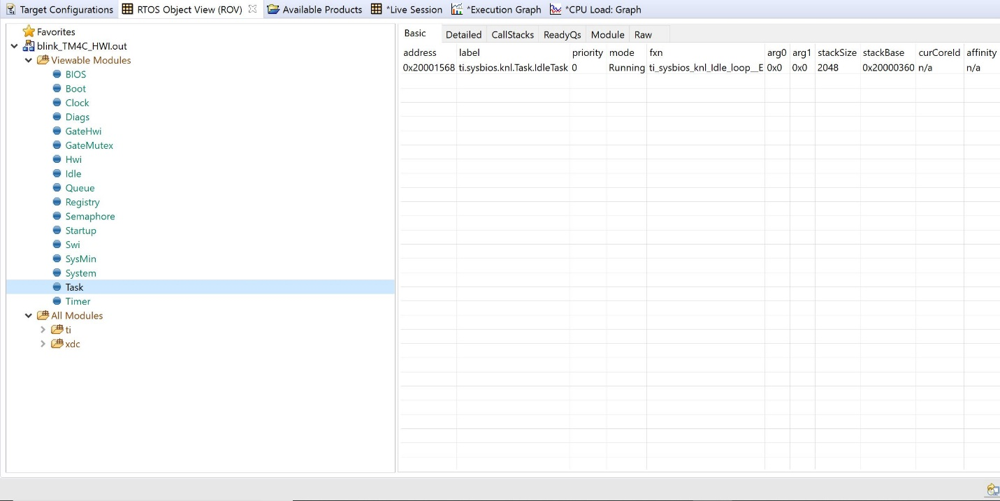 Target Configurations RTOS Object View (ROV) Available Products *Live Session *Execution Graph *CPU Load: Graph
Favorites
blink_TM4C_HWI.out
Viewable Modules
BIOS
Boot
Clock
Diags
GateHwi
GateMutex
Hwi
Idle
Queue
Registry
Semaphore
Startup
Swi
SysMin
System
Task
Timer
All Modules
ti
xdc
Basic Detailed CallStacks ReadyQs Module Raw
address label priority mode fxn arg0 arg1 stackSize stackBase curCoreId affinity
0x20001568 ti.sysbios.knl.Task.IdleTask 0 Running ti_sysbios_knl_Idle_loop__E 0x0 0x0 2048 0x20000360 n/a n/a